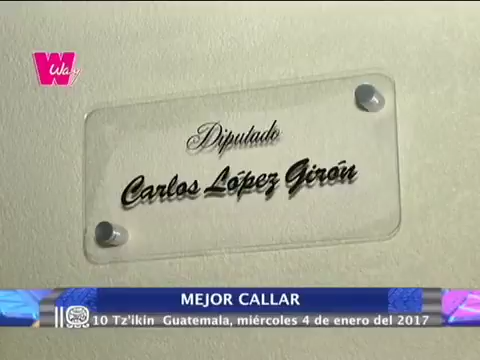 W
Way
Diputado
Carlos López Girón
MEJOR CALLAR
10 Tz'ikin Guatemala, miércoles 4 de enero del 2017